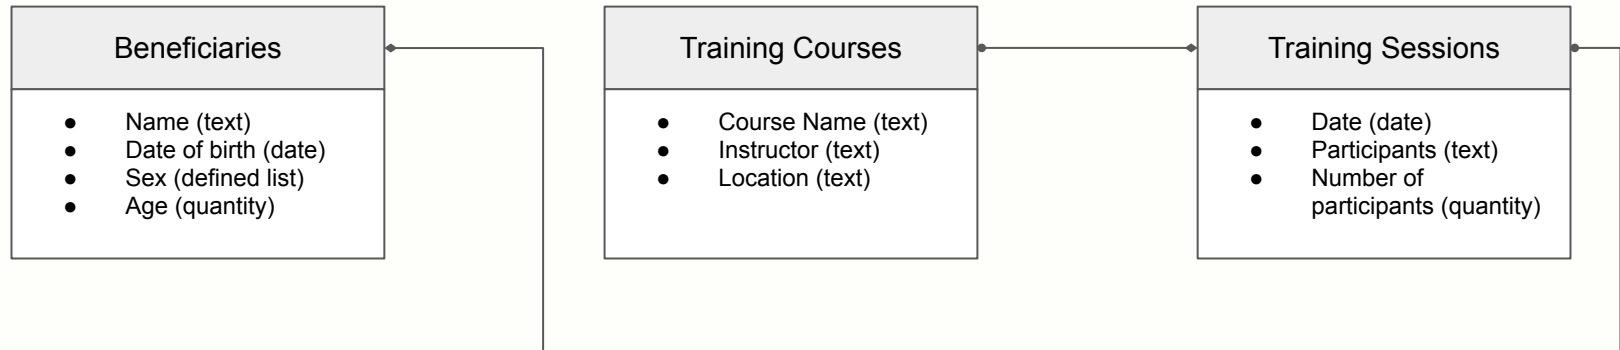 Beneficiaries
● Name (text)
● Date of birth (date)
● Sex (defined list)
● Age (quantity)
Training Courses
● Course Name (text)
● Instructor (text)
● Location (text)
Training Sessions
● Date (date)
● Participants (text)
● Number of
participants (quantity)